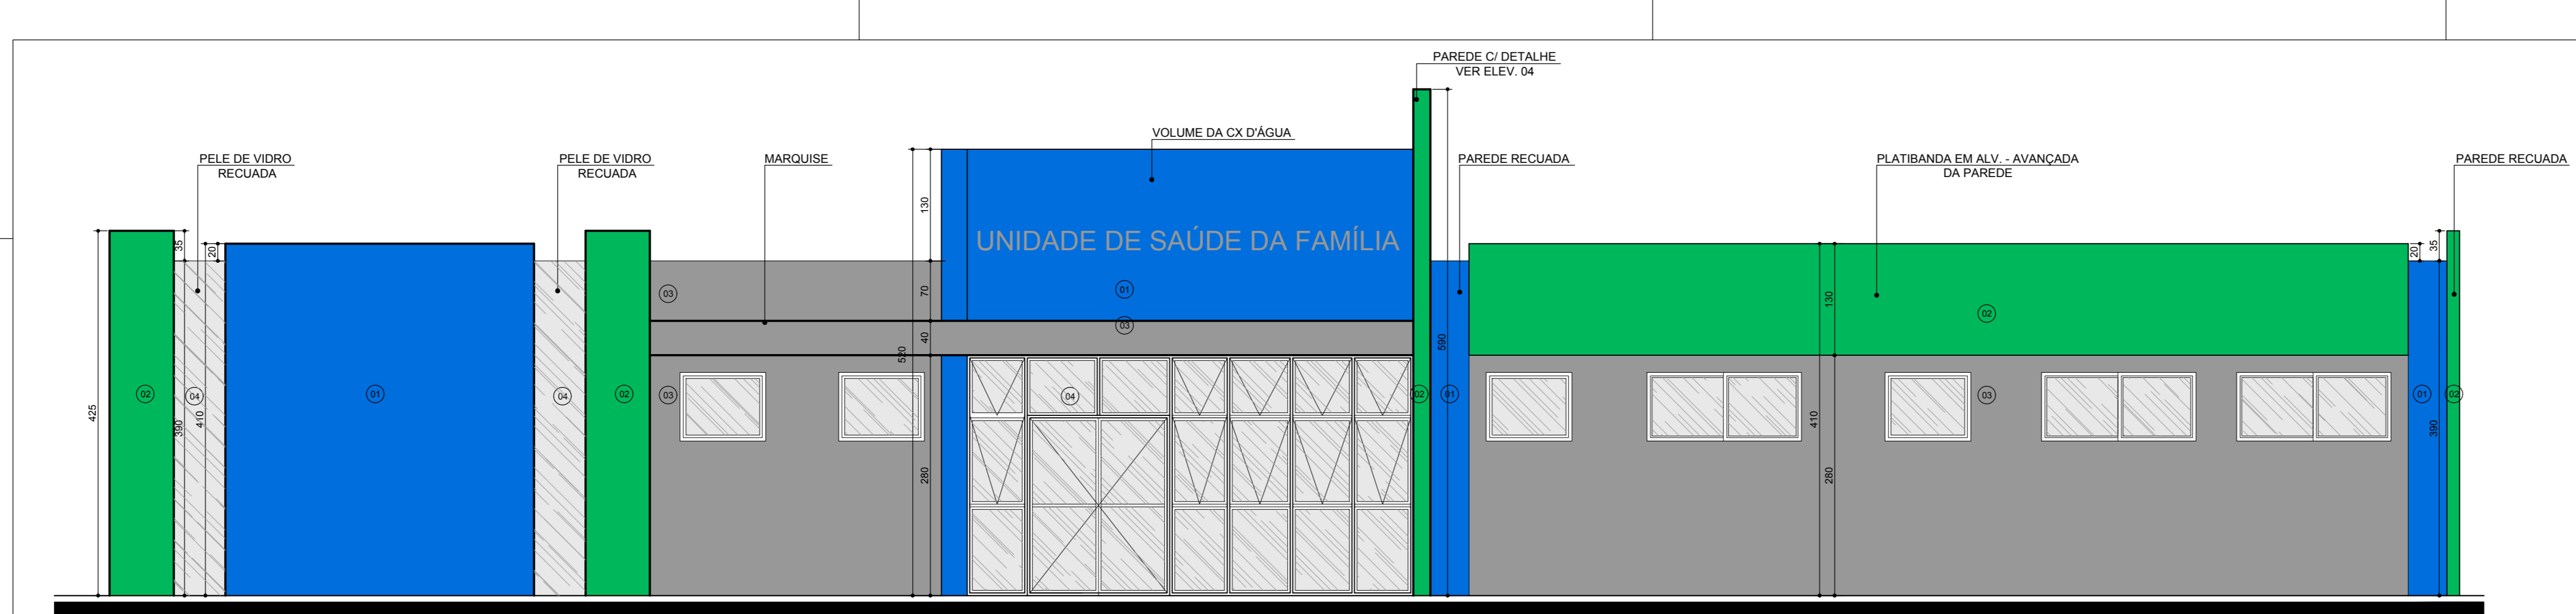 PAREDE C/ DETALHE
VER ELEV. 04
VOLUME DA CX D'ÁGUA
PELE DE VIDRO
RECUADA
PELE DE VIDRO
RECUADA
MARQUISE
PAREDE RECUADA
PLATIBANDA EM ALV. - AVANÇADA
DA PAREDE
PAREDE RECUADA
UNIDADE DE SAÚDE DA FAMÍLIA
35
20
130
20
35
03
01
70
130
02
03
40
520
590
02
04
01
04
02
03
04
02
01
03
01
02
425
390
410
280
410
280
390